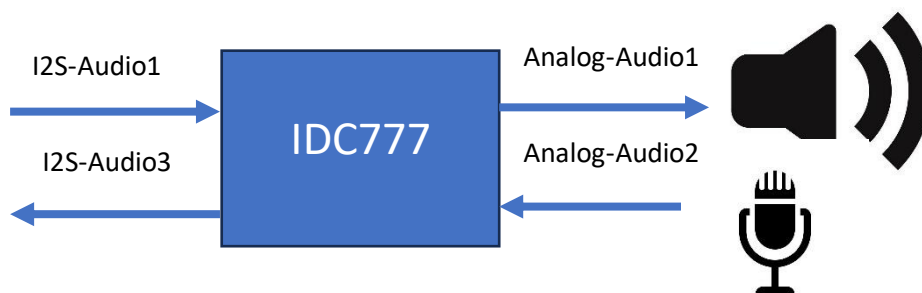 I2S-Audio1
Analog-Audio1
IDC777
I2S-Audio3
Analog-Audio2